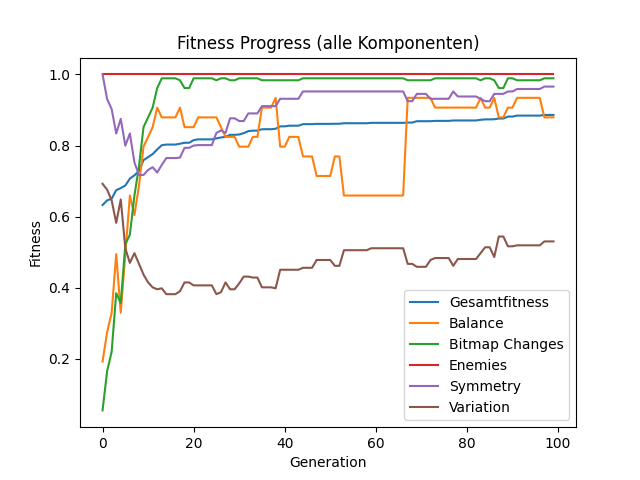 Fitness Progress (alle Komponenten)
1.0
0.8
0.6
0.4
0.2
Fitness
0 20 40 60 80 100
Generation
Gesamtfitness
Balance
Bitmap Changes
Enemies
Symmetry
Variation